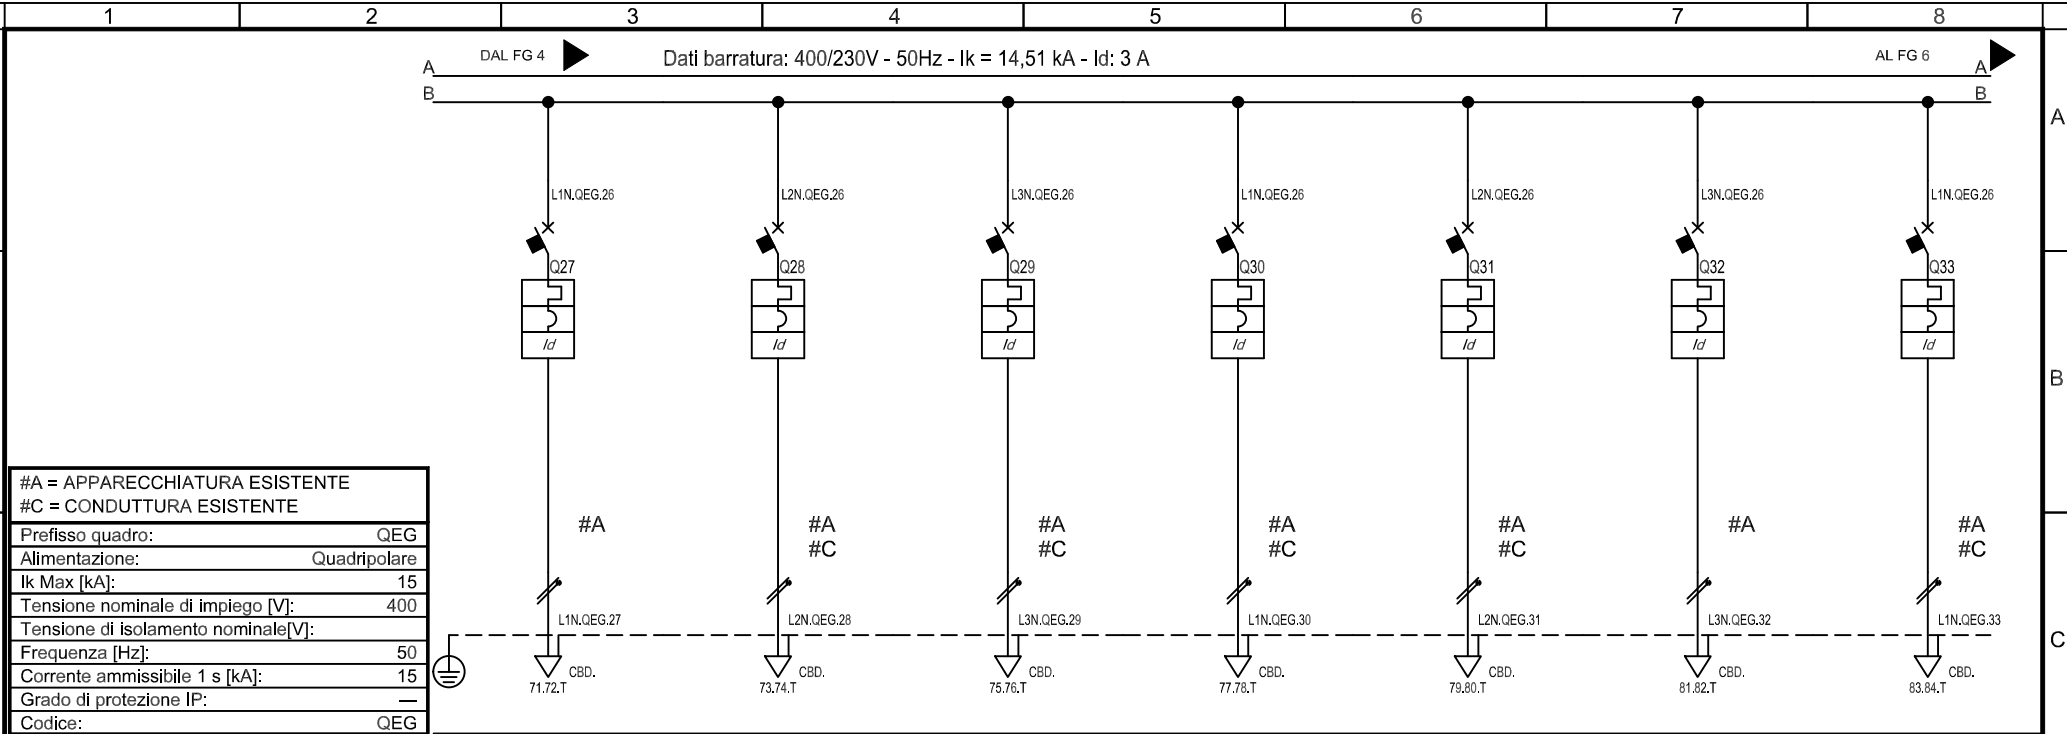 1 2 3 4 5 6 7 8
DAL FG 4 Dati barratura: 400/230V - 50Hz - Ik = 14,51 kA - Id: 3 A AL FG 6
A A
B B
A
L1N.QEG.26 L2N.QEG.26 L3N.QEG.26 L1N.QEG.26 L2N.QEG.26 L3N.QEG.26 L1N.QEG.26
Q27 Q28 Q29 Q30 Q31 Q32 Q33
Id Id Id Id Id Id Id
B
#A = APPARECCHIATURA ESISTENTE
#C = CONDUTTURA ESISTENTE
Prefisso quadro: QEG
Alimentazione: Quadripolare
Ik Max [kA]: 15
Tensione nominale di impiego [V]: 400
Tensione di isolamento nominale[V]:
Frequenza [Hz]: 50
Corrente ammissibile 1 s [kA]: 15
Grado di protezione IP: —
Codice: QEG
#A #A #A #A #A #A #A
#C #C #C #C #C
L1N.QEG.27 L2N.QEG.28 L3N.QEG.29 L1N.QEG.30 L2N.QEG.31 L3N.QEG.32 L1N.QEG.33
C
CBD. CBD. CBD. CBD. CBD. CBD. CBD.
71.72.T 73.74.T 75.76.T 77.78.T 79.80.T 81.82.T 83.84.T